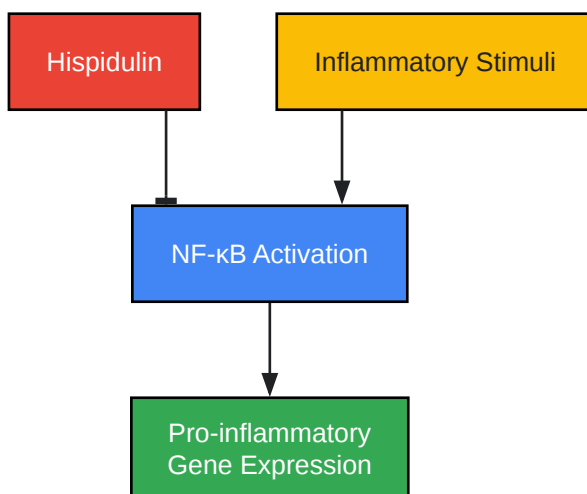 Hispidulin
Inflammatory Stimuli
NF-κB Activation
Pro-inflammatory
Gene Expression